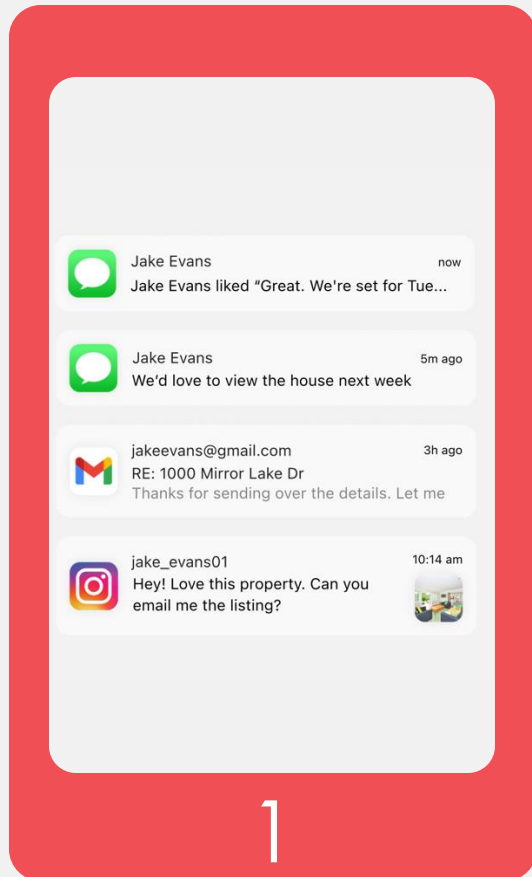 Jake Evans
now
Jake Evans liked “Great. We're set for Tue...
Jake Evans
5m ago
We'd love to view the house next week
jakeevans@gmail.com
3h ago
RE: 1000 Mirror Lake Dr
Thanks for sending over the details. Let me
jake_evans01
10:14 am
Hey! Love this property. Can you
email me the listing?
1